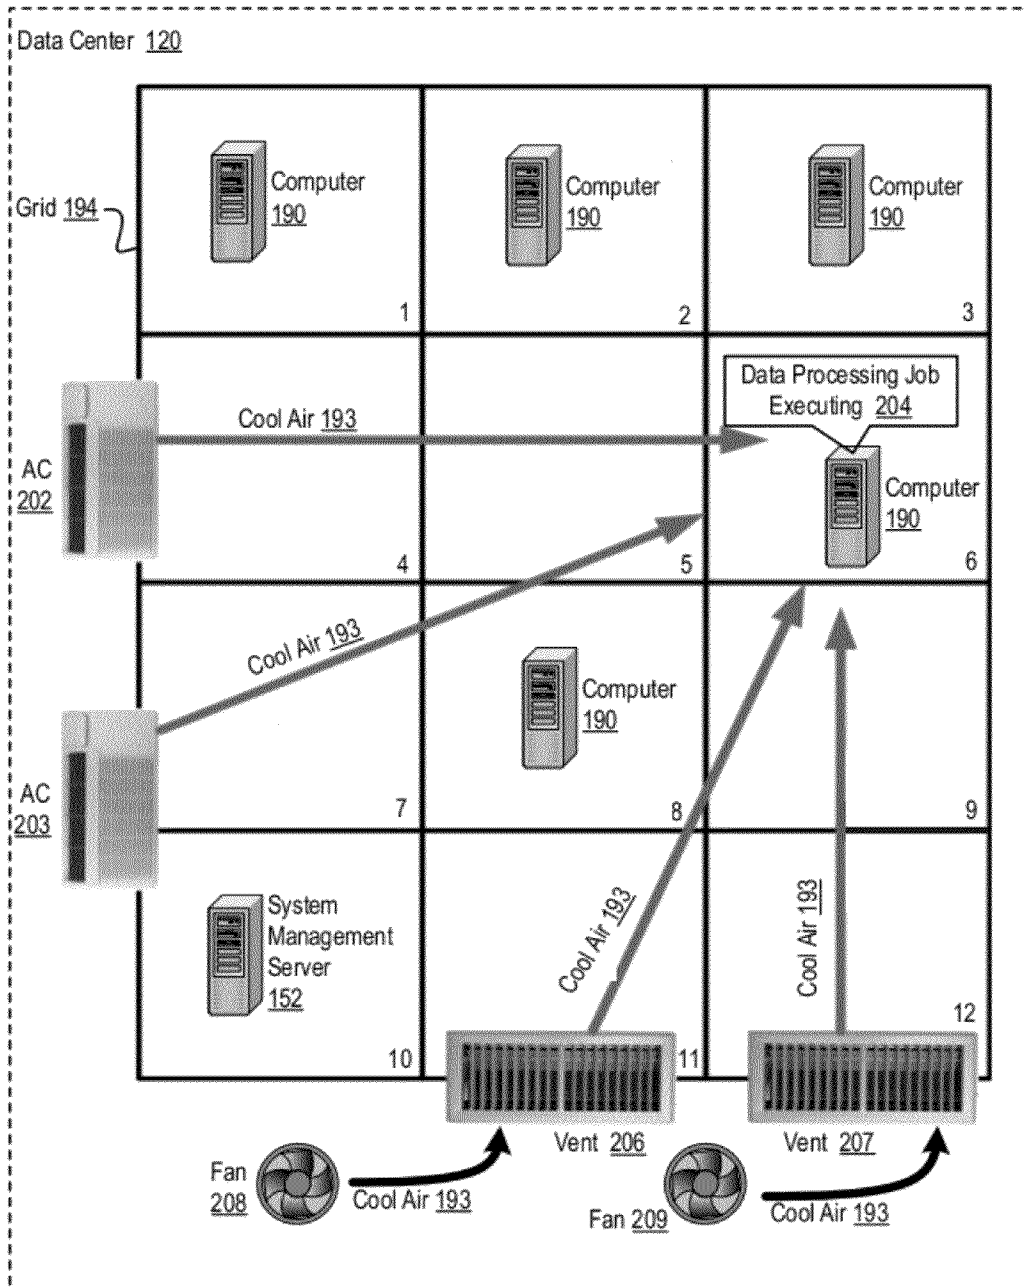 Data Center 120
Computer
190
Computer
190
Computer
190
Grid 194
1
2
3
Data Processing Job
Executing 204
Cool Air 193
AC
202
Computer
190
4
5
6
Cool Air 193
Computer
190
AC
203
7
8
9
System
Management
Server
152
Cool Air 193
Cool Air 193
10
11
12
Vent 206
Vent 207
Fan
208
Cool Air 193
Fan 209
Cool Air 193